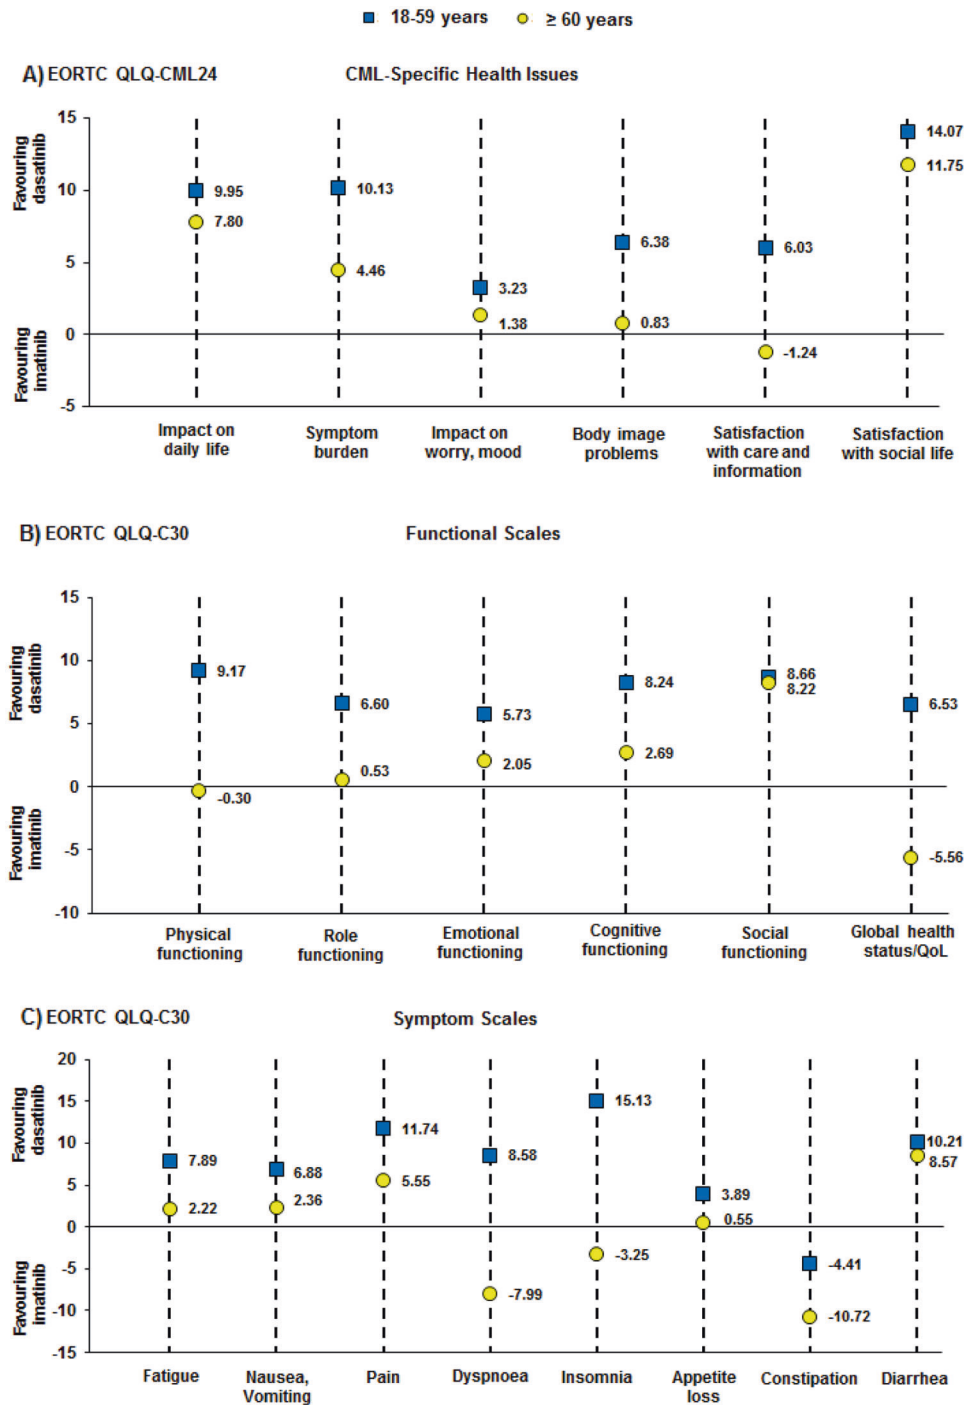 18-59 years ≥ 60 years
A) EORTC QLQ-CML24 CML-Specific Health Issues
Favouring dasatinib
Favouring imatinib
15
10
5
0
-5
9.95
7.80
10.13
4.46
3.23
1.38
6.38
0.83
6.03
-1.24
14.07
11.75
Impact on
daily life
Symptom
burden
Impact on
worry, mood
Body image
problems
Satisfaction
with care and
information
Satisfaction
with social life
B) EORTC QLQ-C30 Functional Scales
Favouring dasatinib
Favouring imatinib
15
10
5
0
-5
-10
9.17
-0.30
6.60
0.53
5.73
2.05
8.24
2.69
8.66
8.22
6.53
-5.56
Physical
functioning
Role
functioning
Emotional
functioning
Cognitive
functioning
Social
functioning
Global health
status/QoL
C) EORTC QLQ-C30 Symptom Scales
Favouring dasatinib
Favouring imatinib
20
15
10
5
0
-5
-10
-15
7.89
2.22
6.88
2.36
11.74
5.55
8.58
-7.99
15.13
-3.25
3.89
0.55
-4.41
-10.72
10.21
8.57
Fatigue
Nausea,
Vomiting
Pain
Dyspnoea
Insomnia
Appetite
loss
Constipation
Diarrhea